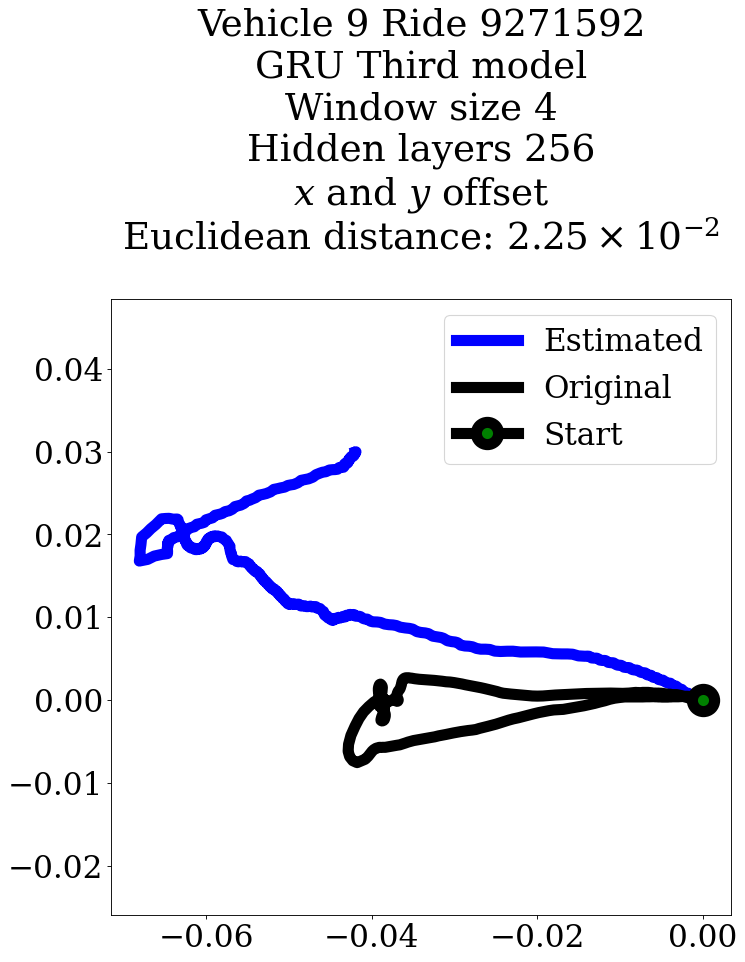 Vehicle 9 Ride 9271592
GRU Third model
Window size 4
Hidden layers 256
x and y offset
Euclidean distance: 2.25 × 10⁻²
Estimated
Original
Start
0.04
0.03
0.02
0.01
0.00
−0.01
−0.02
−0.06 −0.04 −0.02 0.00